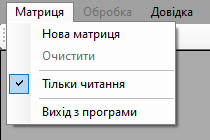 Матриця Обробка Довідка
Нова матриця
Очистити
Тільки читання
Вихід з програми